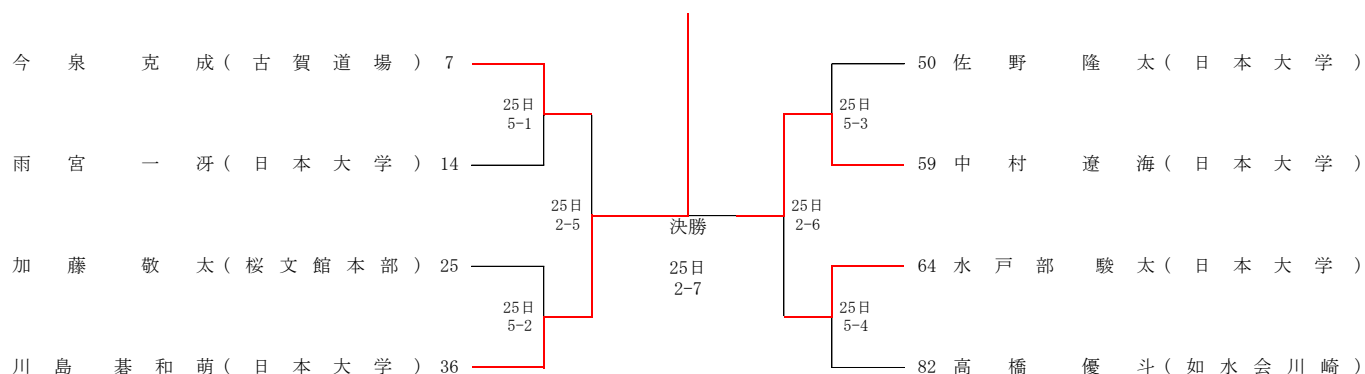 今泉克成(古賀道場) 7
25日
5-1
雨宮一冴(日本大学) 14
25日
2-5
加藤敬太(桜文館本部) 25
25日
5-2
川島碁和萌(日本大学) 36
決勝
25日
2-7
50 佐野隆太(日本大学)
25日
5-3
59 中村遼海(日本大学)
25日
2-6
64 水戸部駿太(日本大学)
25日
5-4
82 高橋優斗(如水会川崎)